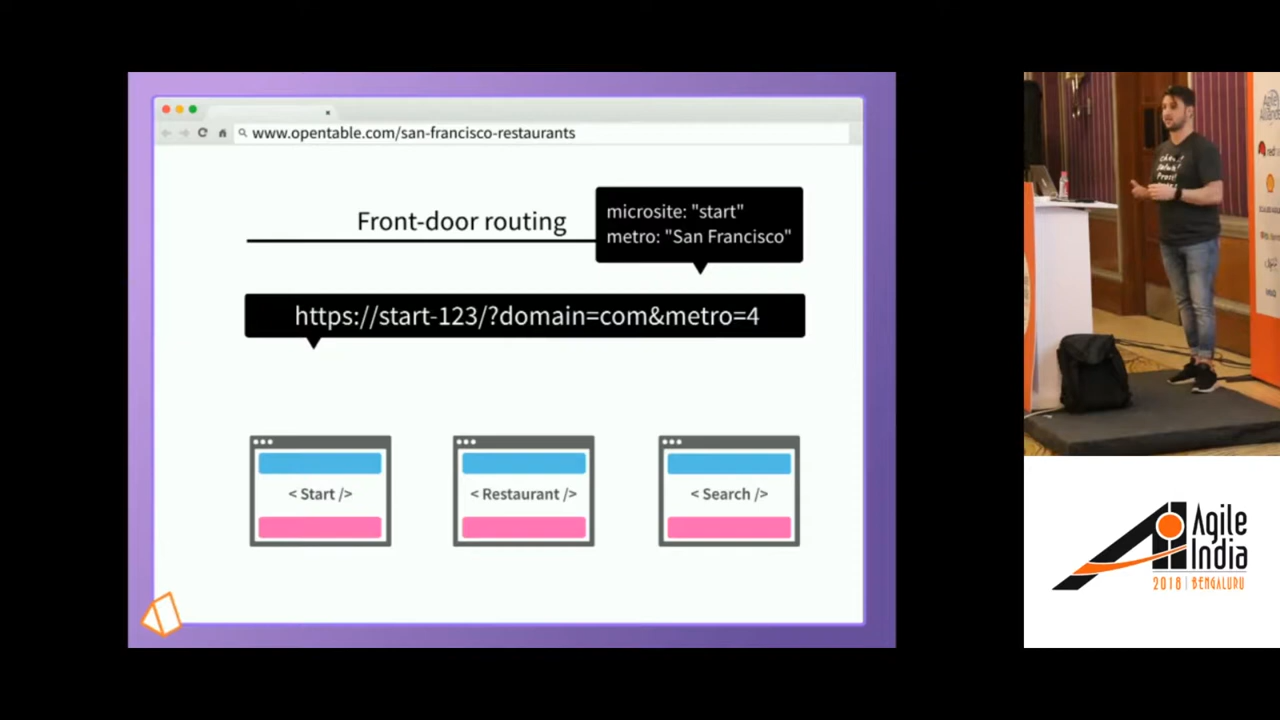 www.opentable.com/san-francisco-restaurants
Front-door routing
microsite: "start"
metro: "San Francisco"
https://start-123/?domain=com&metro=4
< Start />
< Restaurant />
< Search />
Agile
India
2018 | BENGALURU